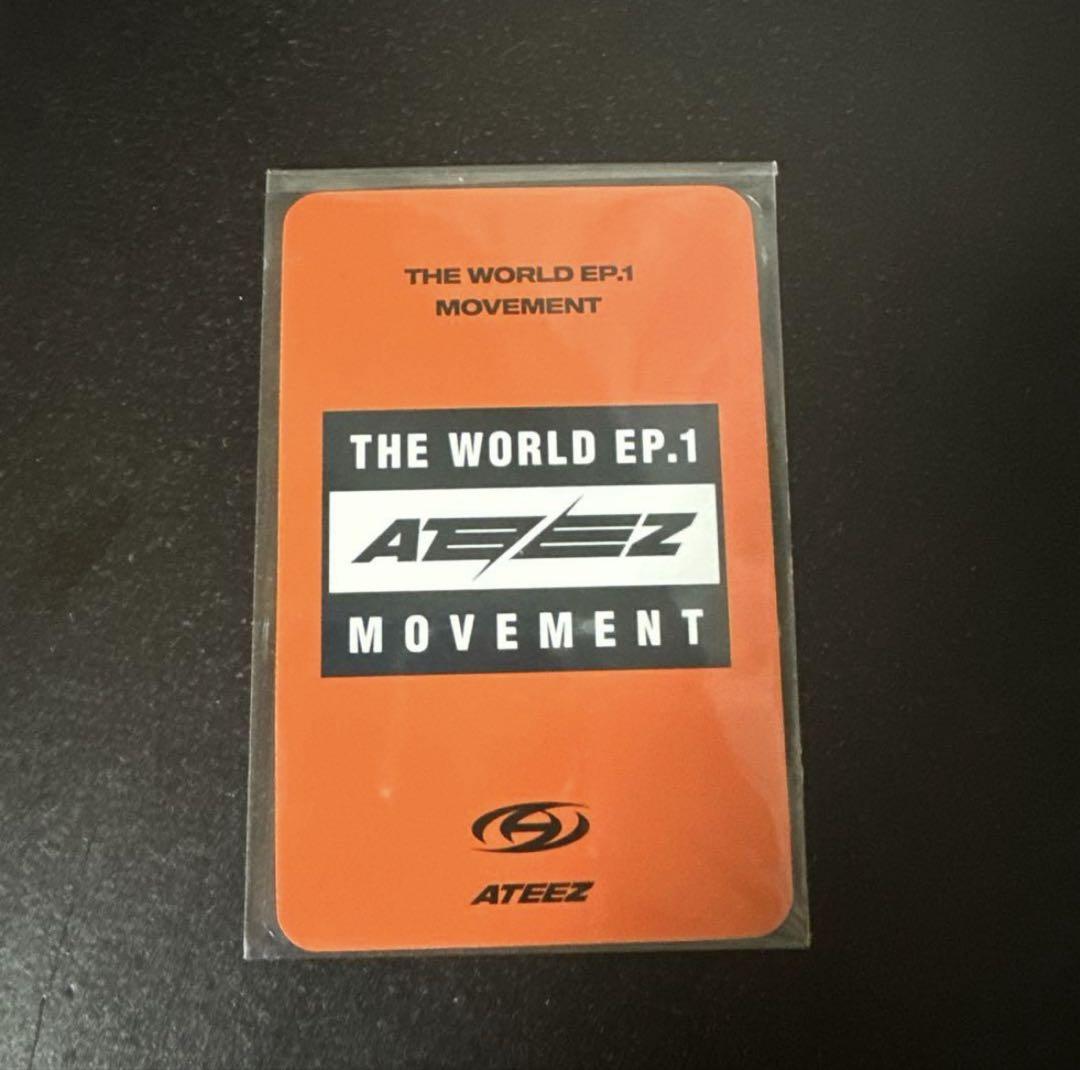 THE WORLD EP.1
MOVEMENT
THE WORLD EP.1
ATEEZ
MOVEMENT
ATEEZ